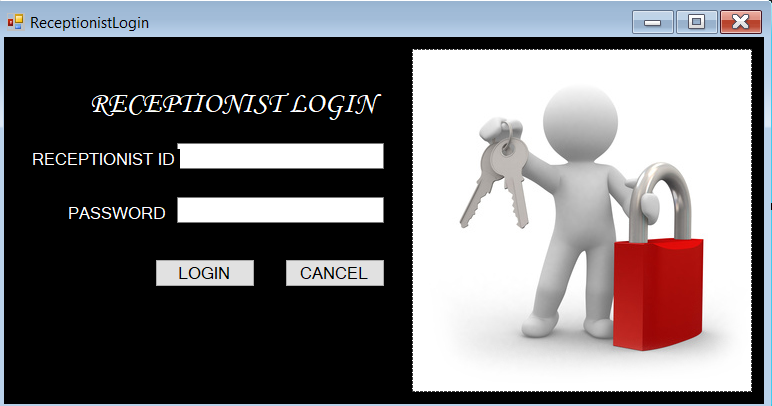 ReceptionistLogin
RECEPTIONIST LOGIN
RECEPTIONIST ID
PASSWORD
LOGIN CANCEL